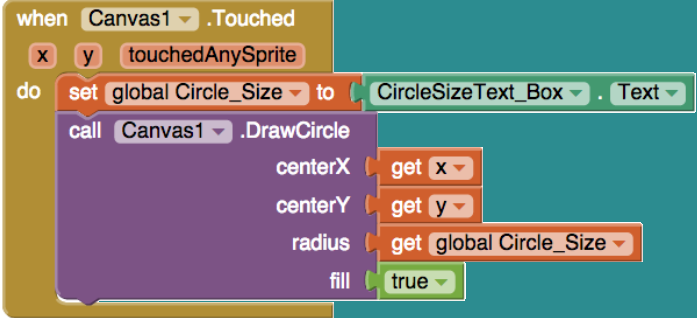 when Canvas1 .Touched
x y touchedAnySprite
do set global Circle_Size to CircleSizeText_Box . Text
call Canvas1 .DrawCircle
centerX get x
centerY get y
radius get global Circle_Size
fill true